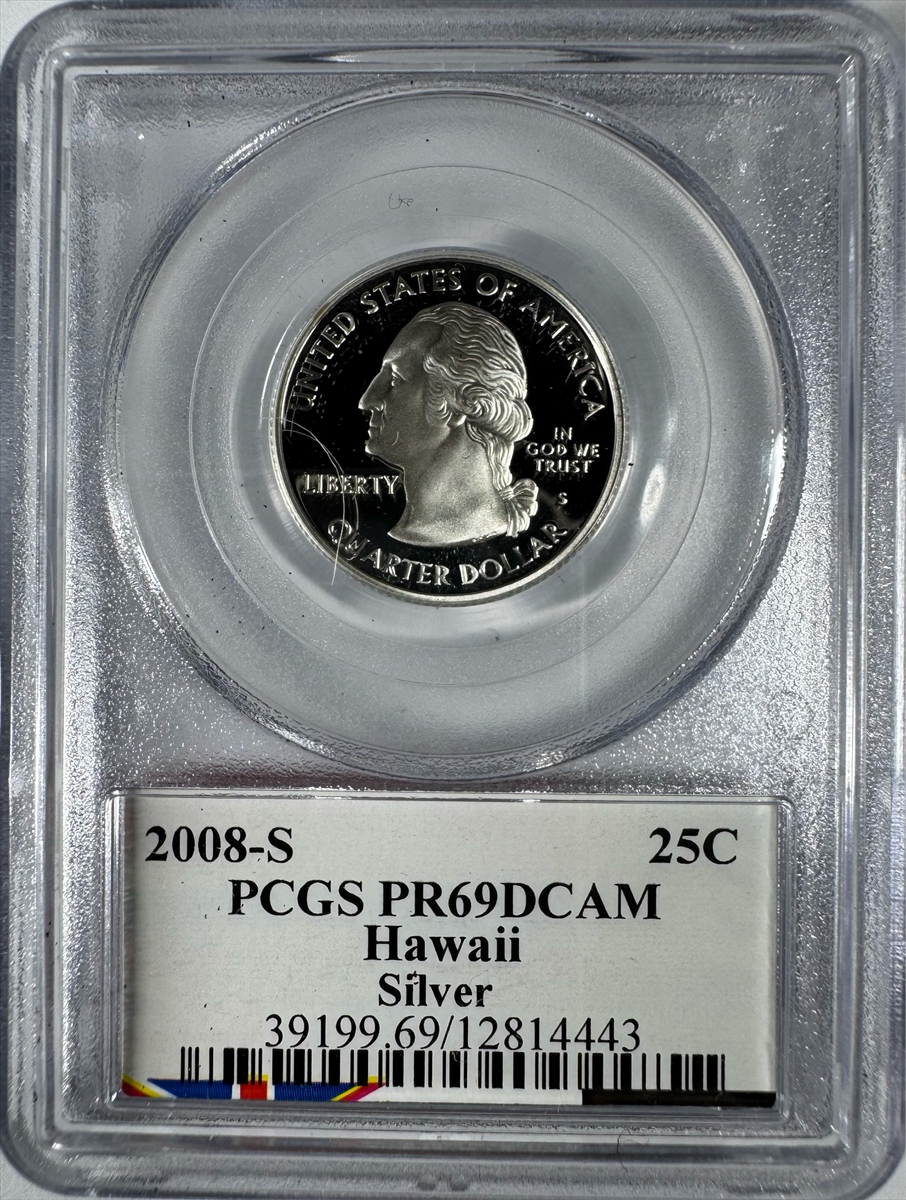 UNITED STATES OF AMERICA
IN
GOD WE
TRUST
LIBERTY
S
QUARTER DOLLAR
2008-S 25C
PCGS PR69DCAM
Hawaii
Silver
39199.69/12814443